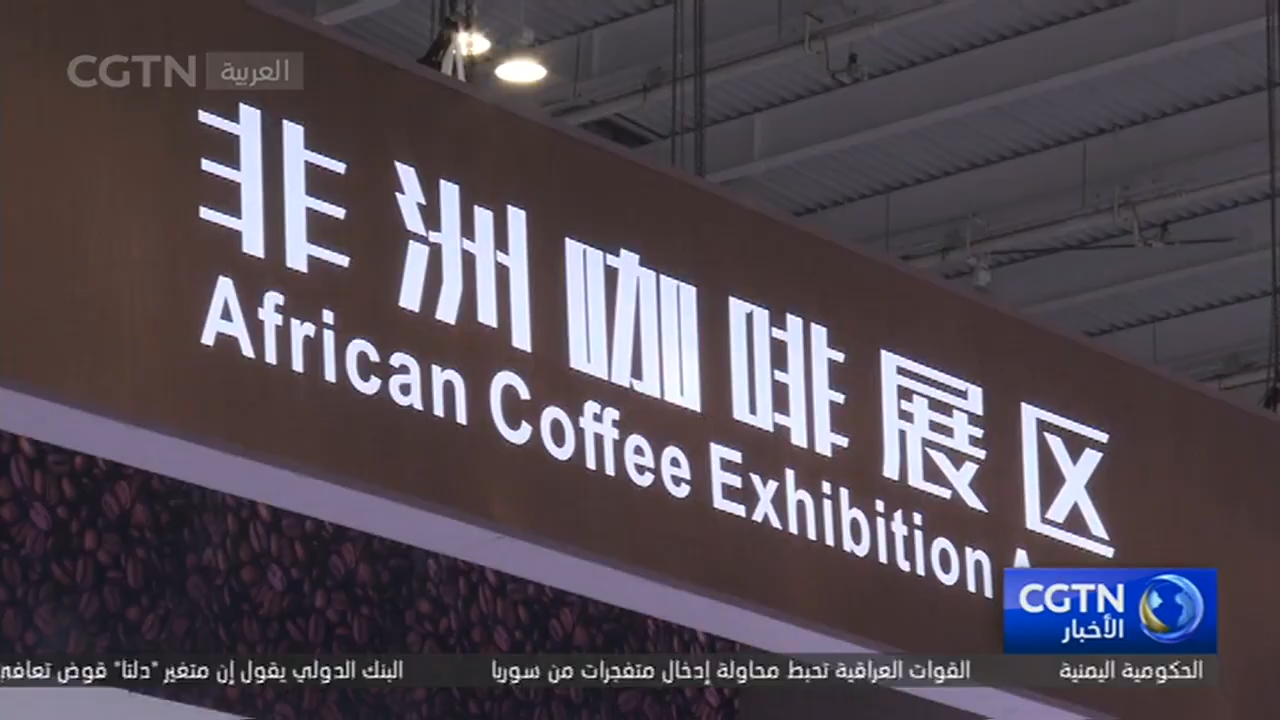 CGTN العربية
非洲咖啡展区
African Coffee Exhibition
CGTN
الأخبار
الحكومية اليمنية
القوات العراقية تحبط محاولة إدخال متفجرات من سوريا
البنك الدولي يقول إن متغير "دلتا" قوض تعافي